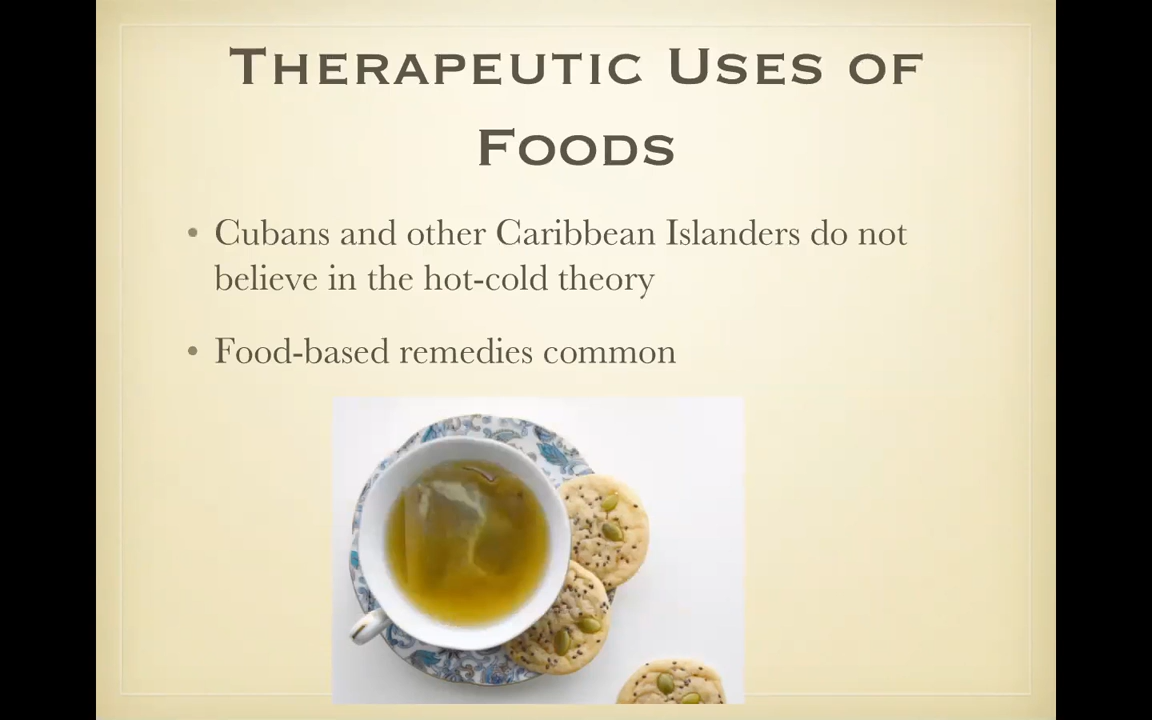 Therapeutic Uses of
Foods
• Cubans and other Caribbean Islanders do not
believe in the hot-cold theory
• Food-based remedies common